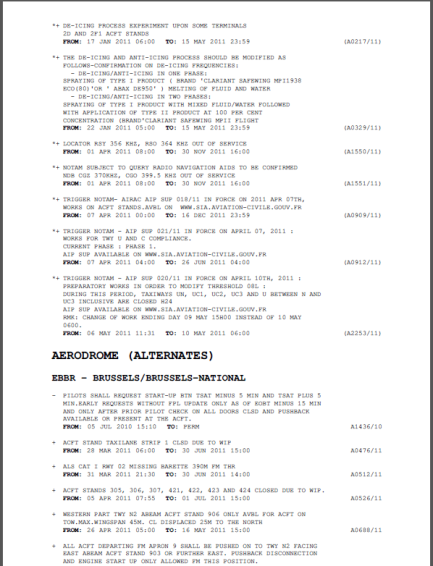 *+ DE-ICING PROCESS EXPERIMENT UPON SOME TERMINALS
2D AND 2F1 ACFT STANDS
FROM: 17 JAN 2011 06:00 TO: 15 MAY 2011 23:59 (A0217/11)
*+ THE DE-ICING AND ANTI-ICING PROCESS SHOULD BE MODIFIED AS
FOLLOWS-CONFIRMATION ON DE-ICING FREQUENCIES:
- DE-ICING/ANTI-ICING IN ONE PHASE:
SPRAYING OF TYPE I PRODUCT ( BRAND 'CLARIANT SAFEWING MPI1938
ECO(80)'OR ' ABAX DE950' ) MELTING OF FLUID AND WATER
- DE-ICING/ANTI-ICING IN TWO PHASES:
SPRAYING OF TYPE I PRODUCT WITH MIXED FLUID/WATER FOLLOWED
WITH APPLICATION OF TYPE II PRODUCT AT 100 PER CENT
CONCENTRATION (BRAND'CLARIANT SAFEWING MPII FLIGHT
FROM: 22 JAN 2011 05:00 TO: 15 MAY 2011 23:59 (A0329/11)
*+ LOCATOR RSY 356 KHZ, RSO 364 KHZ OUT OF SERVICE
FROM: 01 APR 2011 08:00 TO: 30 NOV 2011 16:00 (A1550/11)
*+ NOTAM SUBJECT TO QUERY RADIO NAVIGATION AIDS TO BE CONFIRMED
NDB CGZ 370KHZ, CGO 399.5 KHZ OUT OF SERVICE
FROM: 01 APR 2011 08:00 TO: 30 NOV 2011 16:00 (A1551/11)
*+ TRIGGER NOTAM- AIRAC AIP SUP 018/11 IN FORCE ON 2011 APR 07TH,
WORKS ON ACFT STANDS.AVBL ON WWW.SIA.AVIATION-CIVILE.GOUV.FR
FROM: 07 APR 2011 00:00 TO: 14 DEC 2011 23:59 (A0909/11)
*+ TRIGGER NOTAM - AIP SUP 021/11 IN FORCE ON APRIL 07, 2011 :
WORKS FOR TWY U AND C COMPLIANCE.
CURRENT PHASE : PHASE 1.
AIP SUP AVAILABLE ON WWW.SIA.AVIATION-CIVILE.GOUV.FR
FROM: 07 APR 2011 04:00 TO: 26 JUN 2011 04:00 (A0912/11)
*+ TRIGGER NOTAM - AIP SUP 020/11 IN FORCE ON APRIL 10TH, 2011 :
PREPARATORY WORKS IN ORDER TO MODIFY THRESHOLD 08L :
DURING THIS PERIOD, TAXIWAYS UN, UC1, UC2, UC3 AND U BETWEEN N AND
UC3 INCLUSIVE ARE CLOSED H24
AIP SUP AVAILABLE ON WWW.SIA.AVIATION-CIVILE.GOUV.FR
RMK: CHANGE OF WORK ENDING DAY 09 MAY 15H00 INSTEAD OF 10 MAY
0600.
FROM: 06 MAY 2011 11:31 TO: 10 MAY 2011 06:00 (A2253/11)
AERODROME (ALTERNATES)
EBBR - BRUSSELS/BRUSSELS-NATIONAL
- PILOTS SHALL REQUEST START-UP BTN THAT MINUS 5 MIN AND THAT PLUS 5
MIN.EARLY REQUESTS WITHOUT FPL UPDATE ONLY AS OF EOBT MINUS 15 MIN
AND ONLY AFTER PRIOR PILOT CHECK ON ALL DOORS CLSD AND PUSHBACK
AVAILABLE OR PRESENT AT THE ACFT.
FROM: 05 JUL 2010 15:10 TO: PERM A1436/10
+ ACFT STAND TAXILANE STRIP 1 CLSD DUE TO WIP
FROM: 28 MAR 2011 06:00 TO: 30 JUN 2011 15:00 A0476/11
+ ALS CAT I RWY 02 MISSING BARETTE 390M FM THR
FROM: 31 MAR 2011 21:30 TO: 30 JUN 2011 14:00 A0512/11
+ ACFT STANDS 305, 306, 307, 421, 422, 423 AND 424 CLOSED DUE TO WIP.
FROM: 05 APR 2011 07:55 TO: 01 JUL 2011 15:00 A0526/11
+ WESTERN PART TWY N2 ABEAM ACFT STAND 906 ONLY AVBL FOR ACFT ON
TOW.MAX.WINGSPAN 45M. CL DISPLACED 25M TO THE NORTH
FROM: 26 APR 2011 05:00 TO: 16 MAY 2011 15:00 A0688/11
+ ALL ACFT DEPARTING FM APRON 9 SHALL BE PUSHED ON TO TWY N2 FACING
EAST ABEAM ACFT STAND 903 OR FURTHER EAST. PUSHBACK DISCONNECTION
AND ENGINE START UP ONLY ALLOWED FM THIS POSITION.